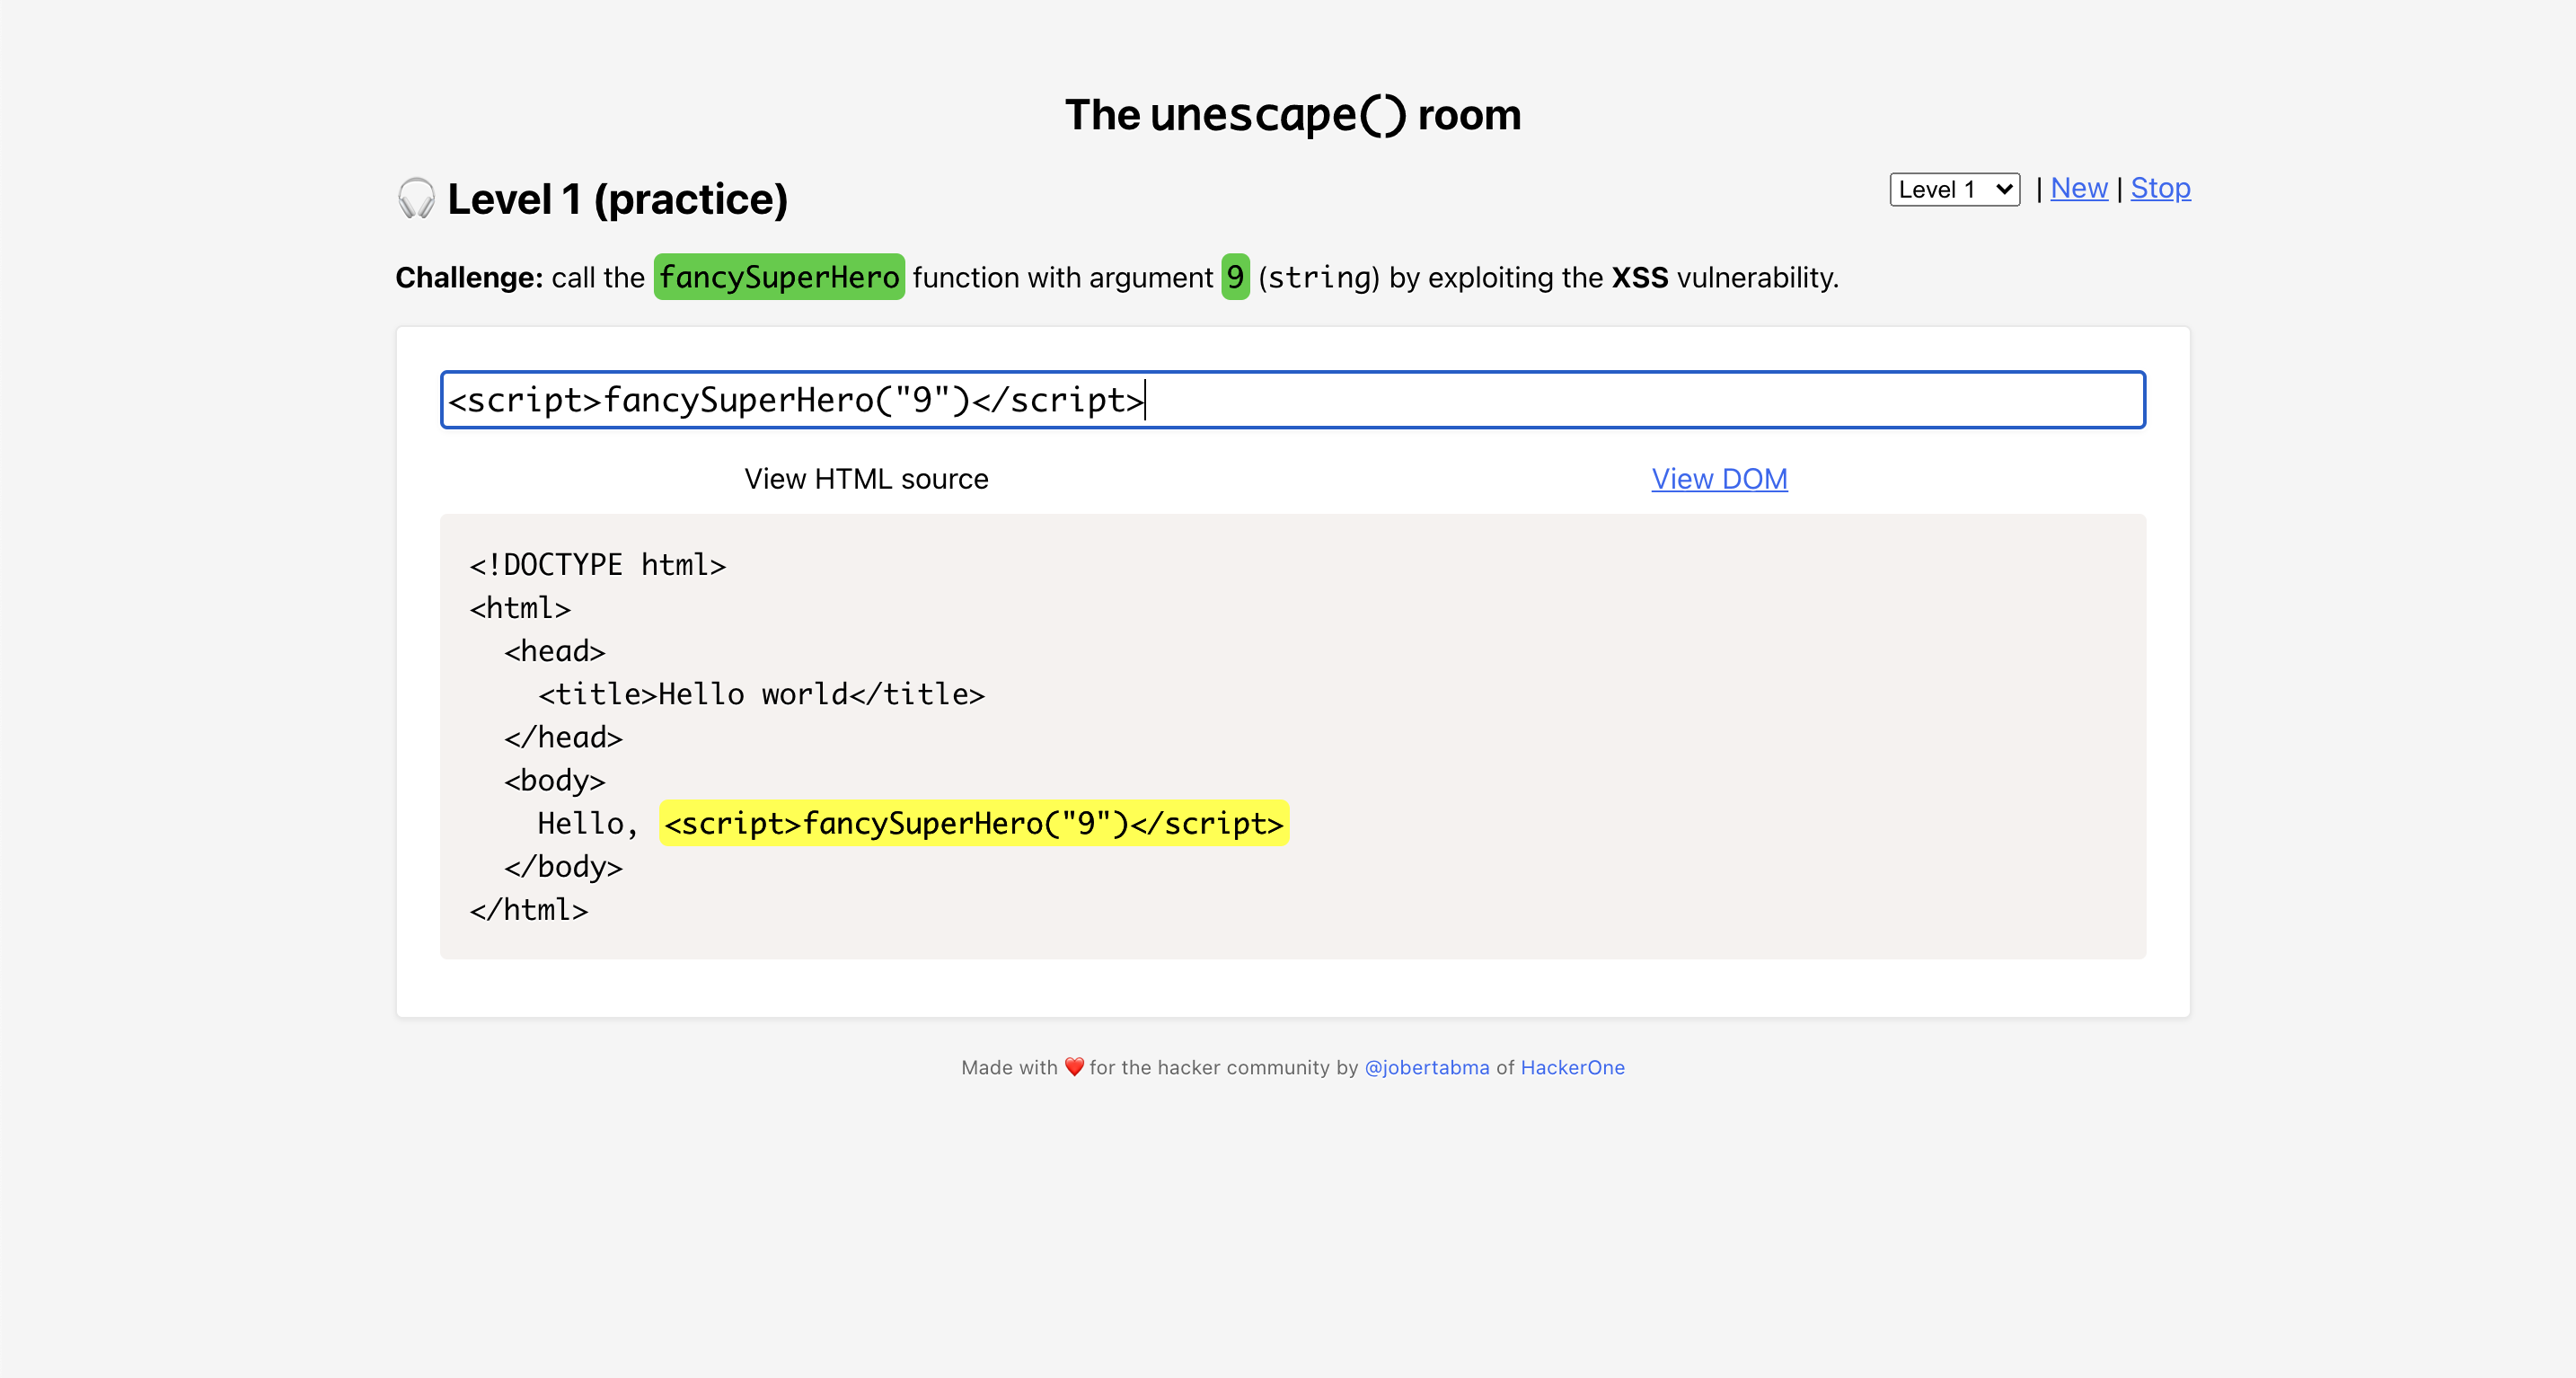 The unescape() room
🎧 Level 1 (practice)
Level 1 | New | Stop
Challenge: call the fancySuperHero function with argument 9 (string) by exploiting the XSS vulnerability.
<script>fancySuperHero("9")</script>
View HTML source
View DOM
<!DOCTYPE html>
<html>
  <head>
    <title>Hello world</title>
  </head>
  <body>
    Hello, <script>fancySuperHero("9")</script>
  </body>
</html>
Made with ❤️ for the hacker community by @jobertabma of HackerOne